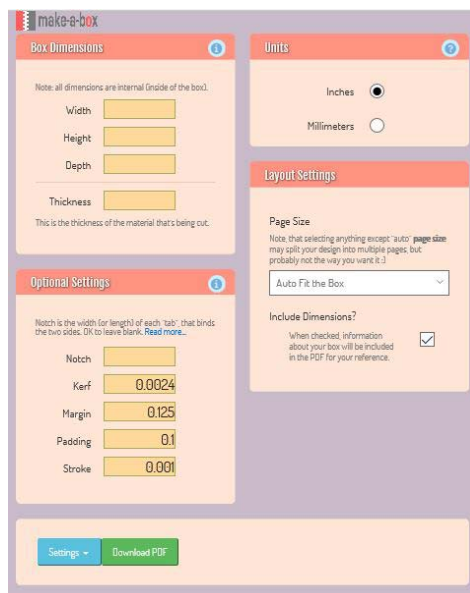 make-a-box
Box Dimensions
Note: all dimensions are internal (inside of the box).
Width
Height
Depth
Thickness
This is the thickness of the material that's being cut.
Optional Settings
Notch is the width (or length) of each "tab", that binds
the two sides. OK to leave blank. Read more...
Notch
Kerf 0.0024
Margin 0.125
Padding 0.1
Stroke 0.001
Units
Inches
Millimeters
Layout Settings
Page Size
Note, that selecting anything except "auto" page size
may split your design into multiple pages, but
probably not the way you want it :)
Auto Fit the Box
Include Dimensions?
When checked, information
about your box will be included
in the PDF for your reference.
Settings
Download PDF